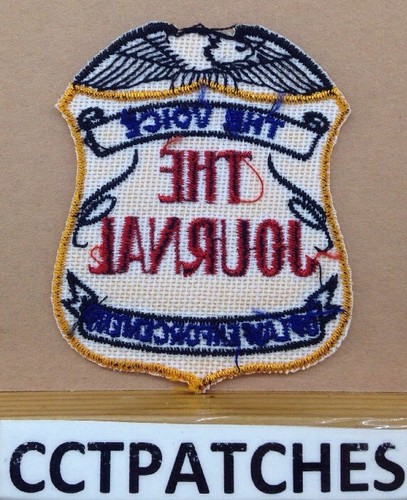 THE VOICE
THE
JOURNAL
OF LAW ENFORCEMENT
CCTPATCHES